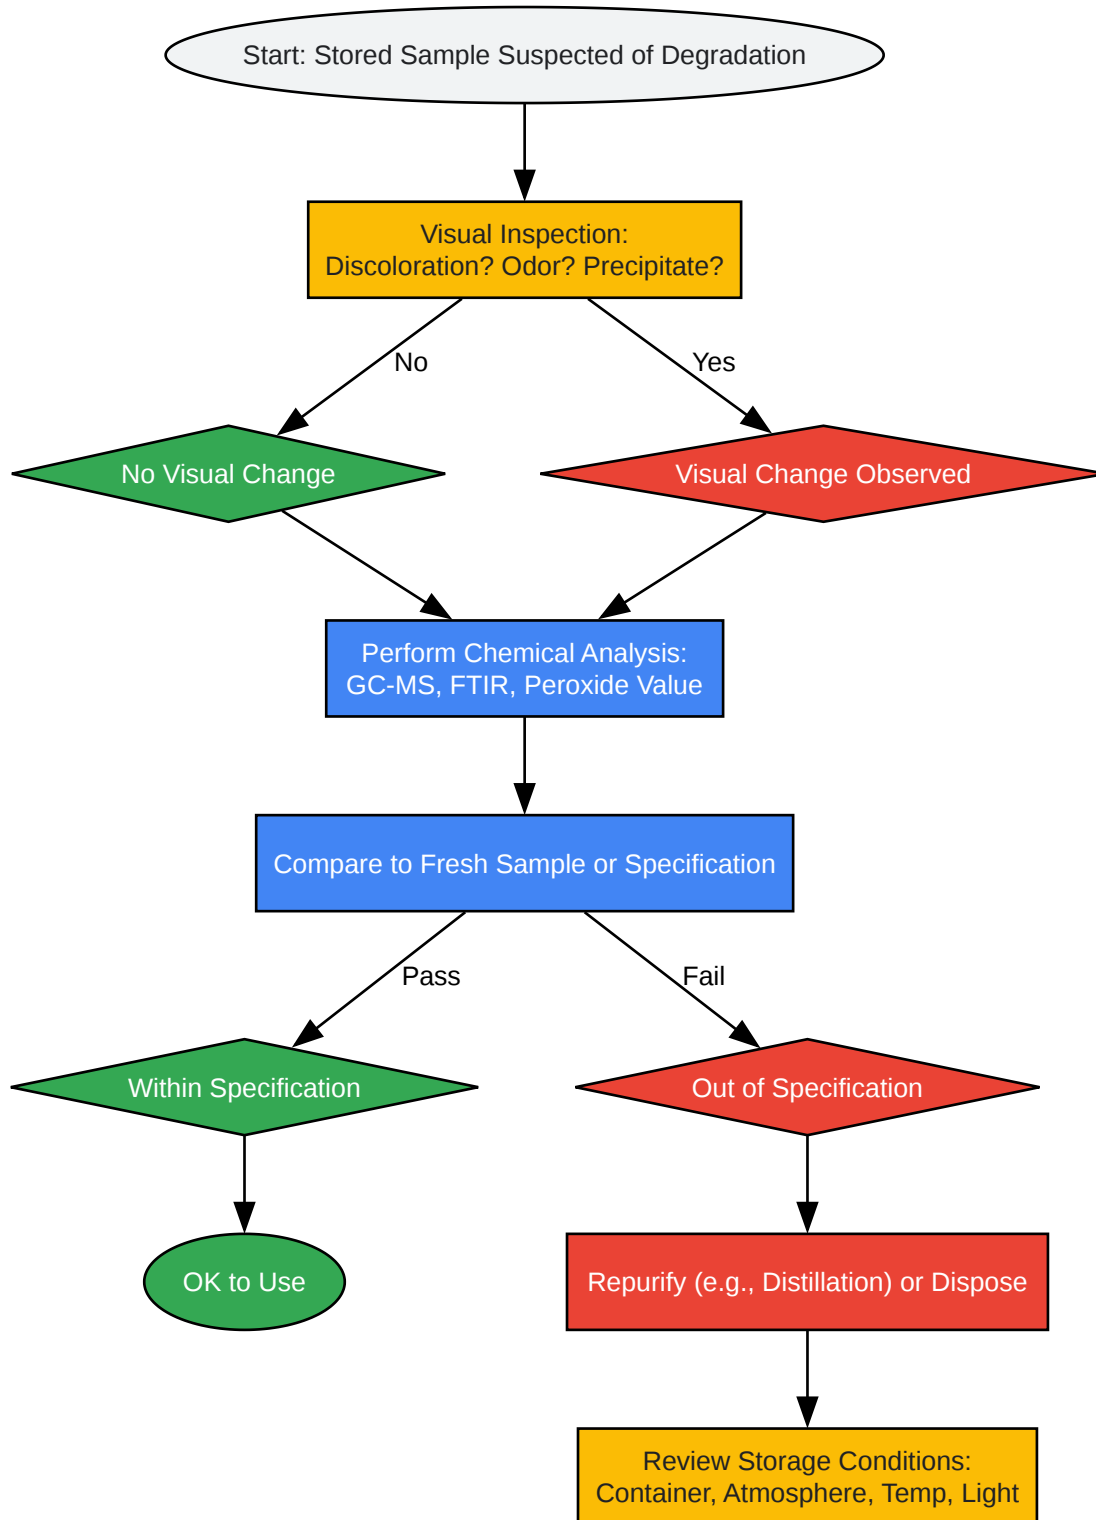 Start: Stored Sample Suspected of Degradation
Visual Inspection:
Discoloration? Odor? Precipitate?
No
Yes
No Visual Change
Visual Change Observed
Perform Chemical Analysis:
GC-MS, FTIR, Peroxide Value
Compare to Fresh Sample or Specification
Pass
Fail
Within Specification
Out of Specification
OK to Use
Repurify (e.g., Distillation) or Dispose
Review Storage Conditions:
Container, Atmosphere, Temp, Light